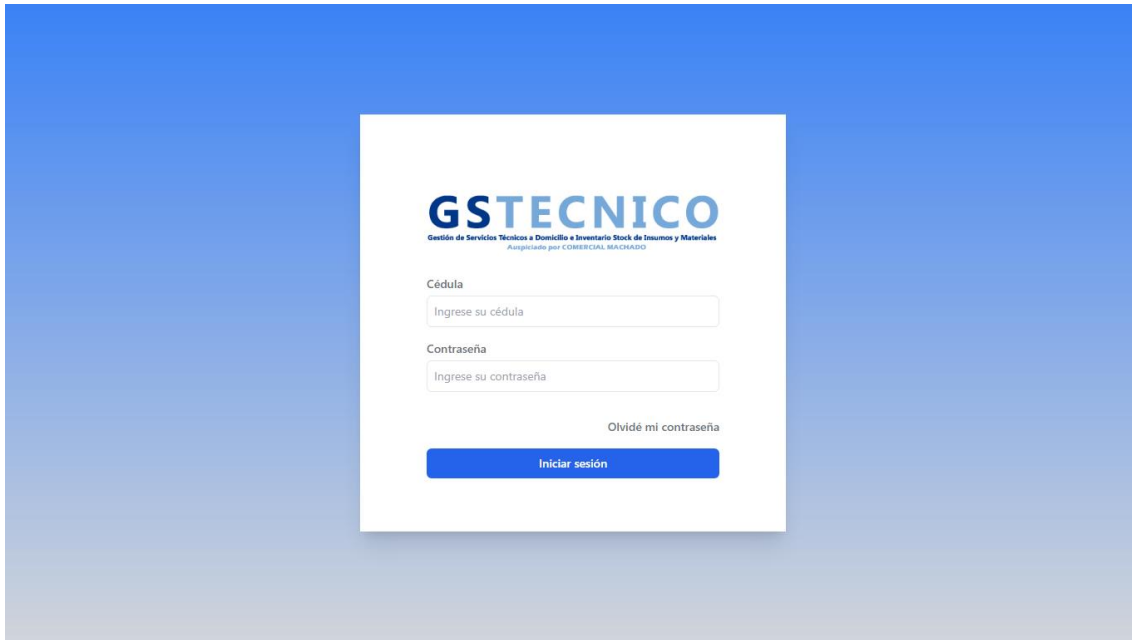 GSTECNICO
Gestión de Servicios Técnicos a Domicilio e Inventario Stock de Insumos y Materiales
Auspiciado por COMERCIAL MACHADO
Cédula
Ingrese su cédula
Contraseña
Ingrese su contraseña
Olvidé mi contraseña
Iniciar sesión